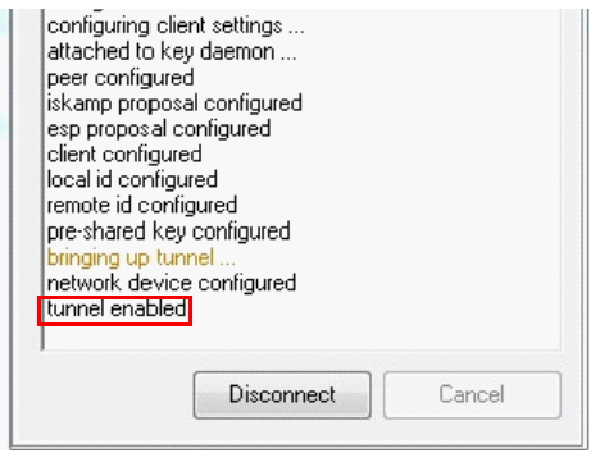 configuring client settings ...
attached to key daemon ...
peer configured
iskamp proposal configured
esp proposal configured
client configured
local id configured
remote id configured
pre-shared key configured
bringing up tunnel ...
network device configured
tunnel enabled
Disconnect
Cancel